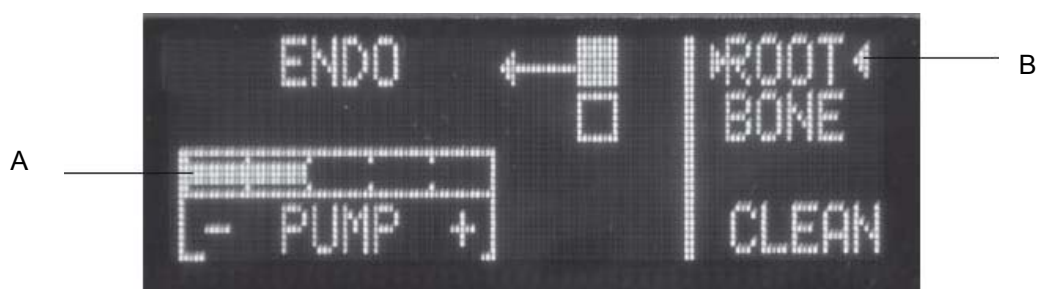 ENDO
ROOT
BONE
A
B
- PUMP +
CLEAN